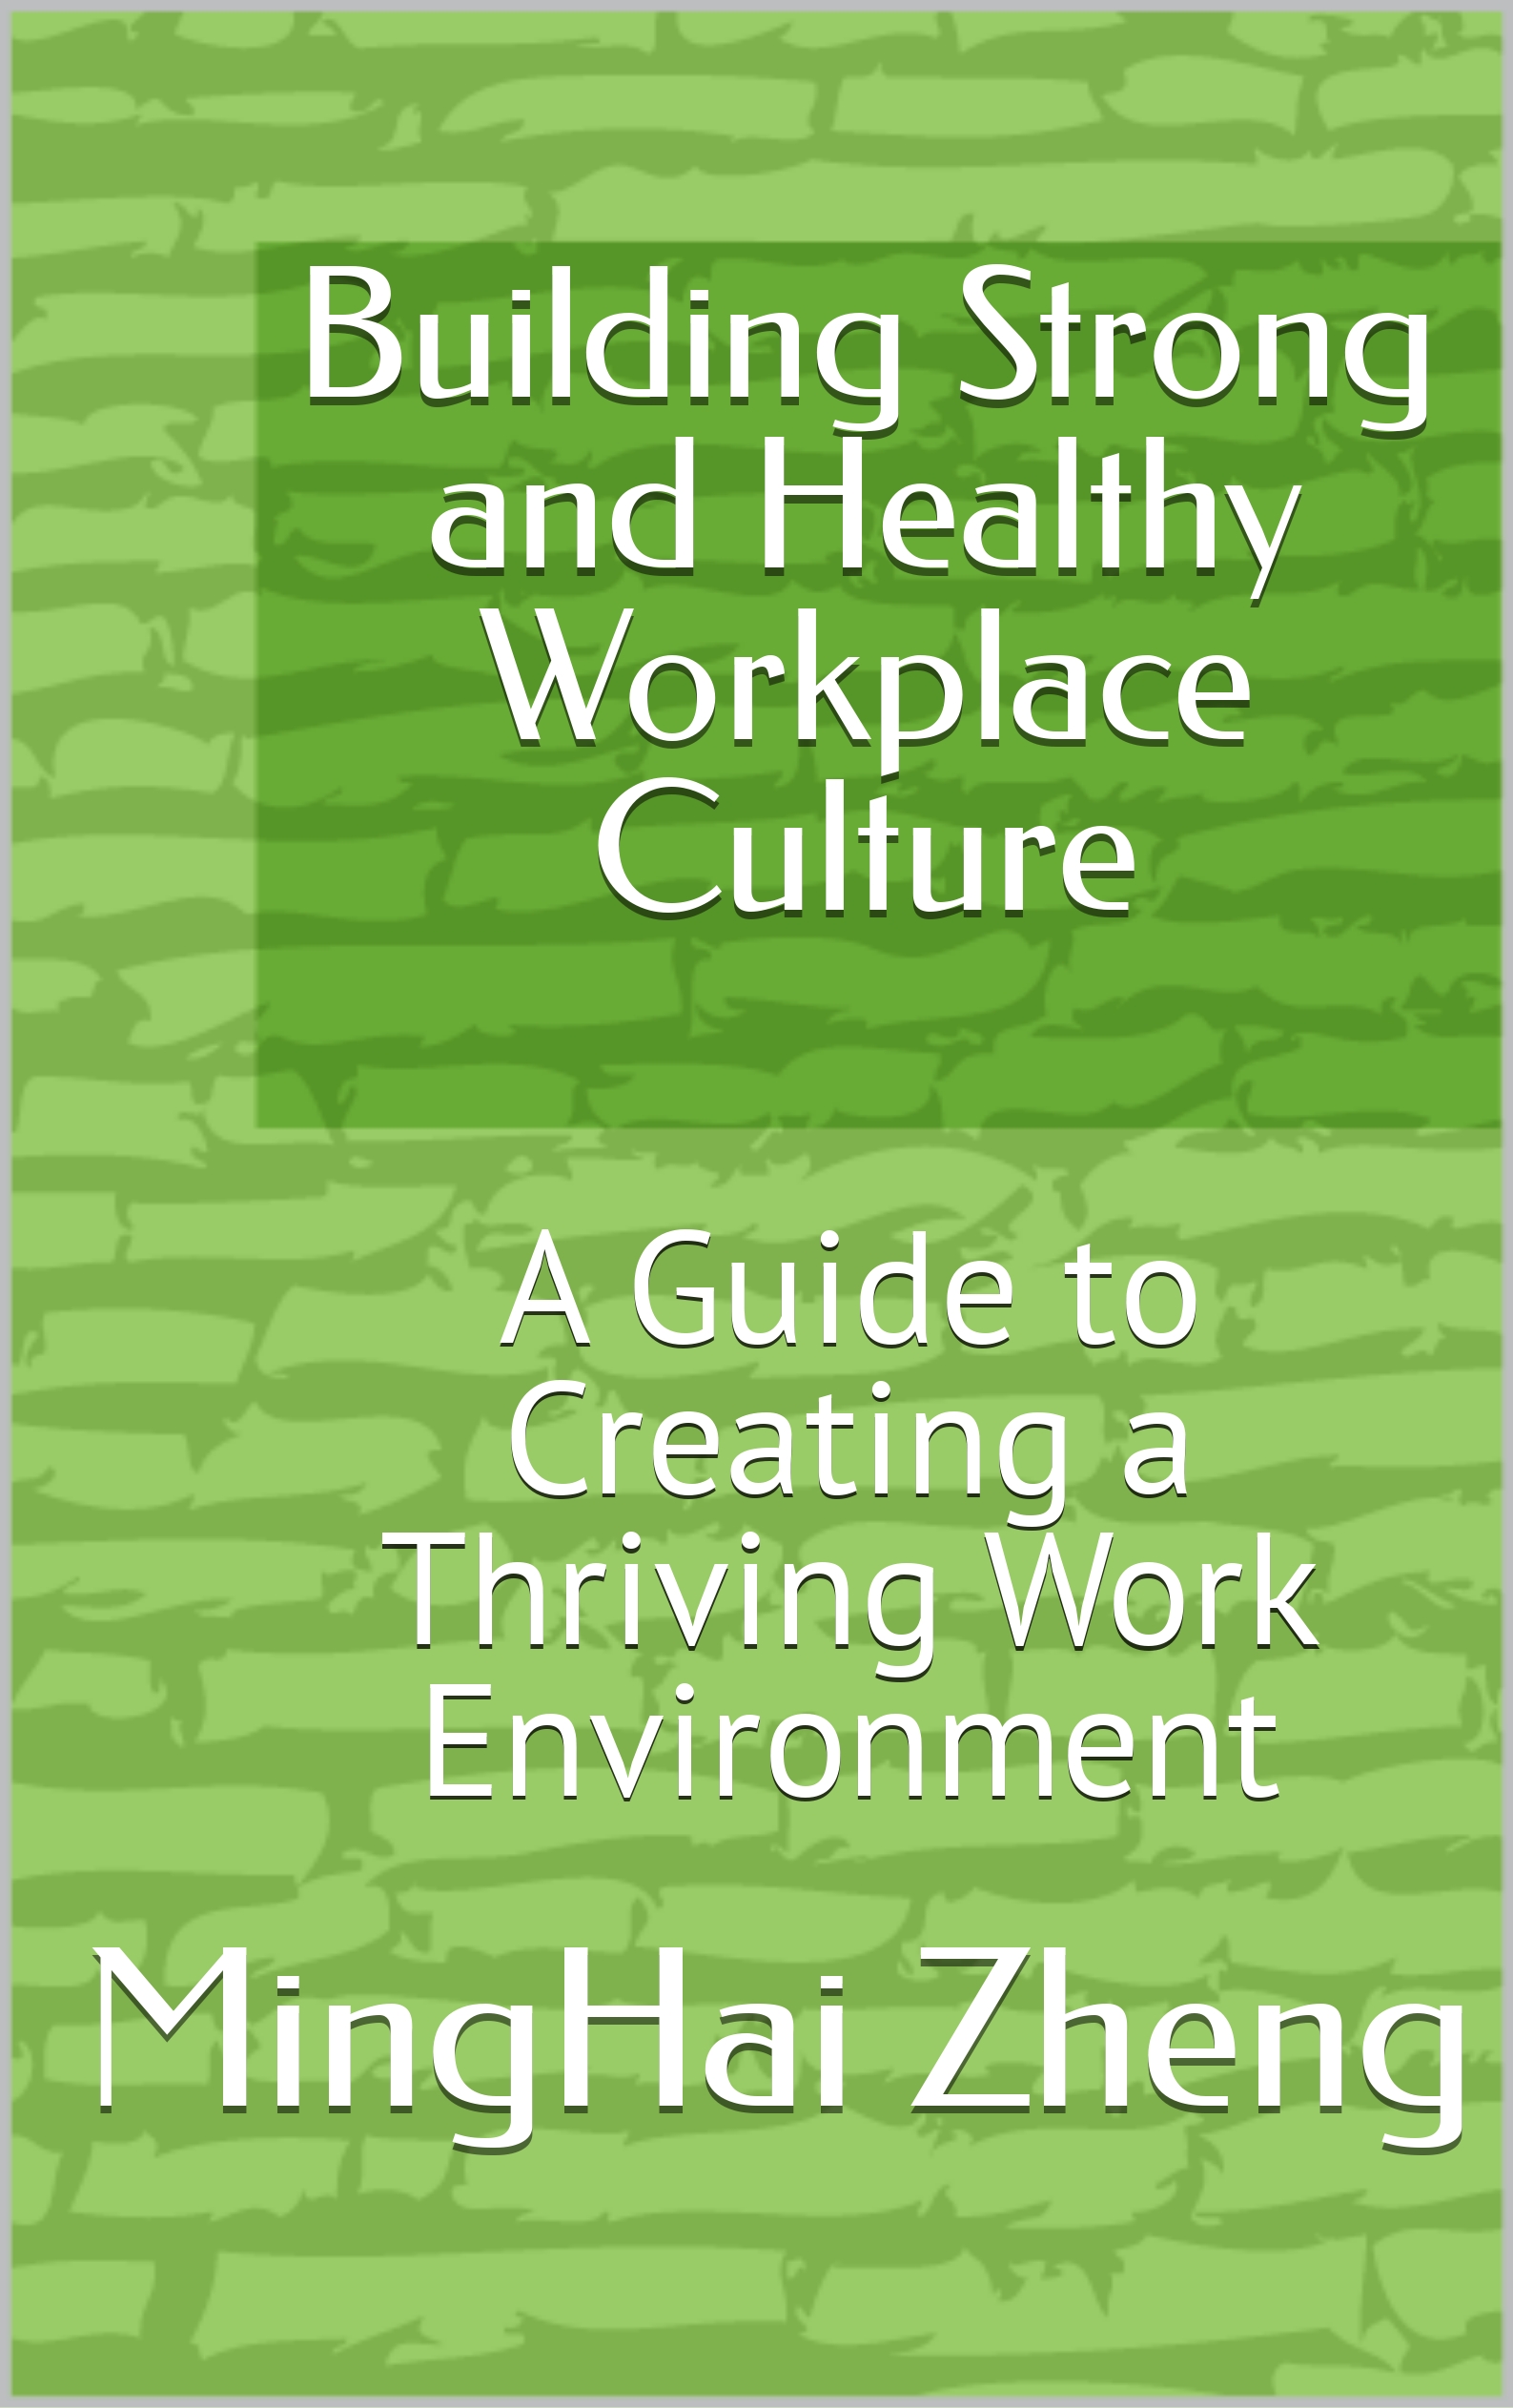 Building Strong
and Healthy
Workplace
Culture
A Guide to
Creating a
Thriving Work
Environment
MingHai Zheng